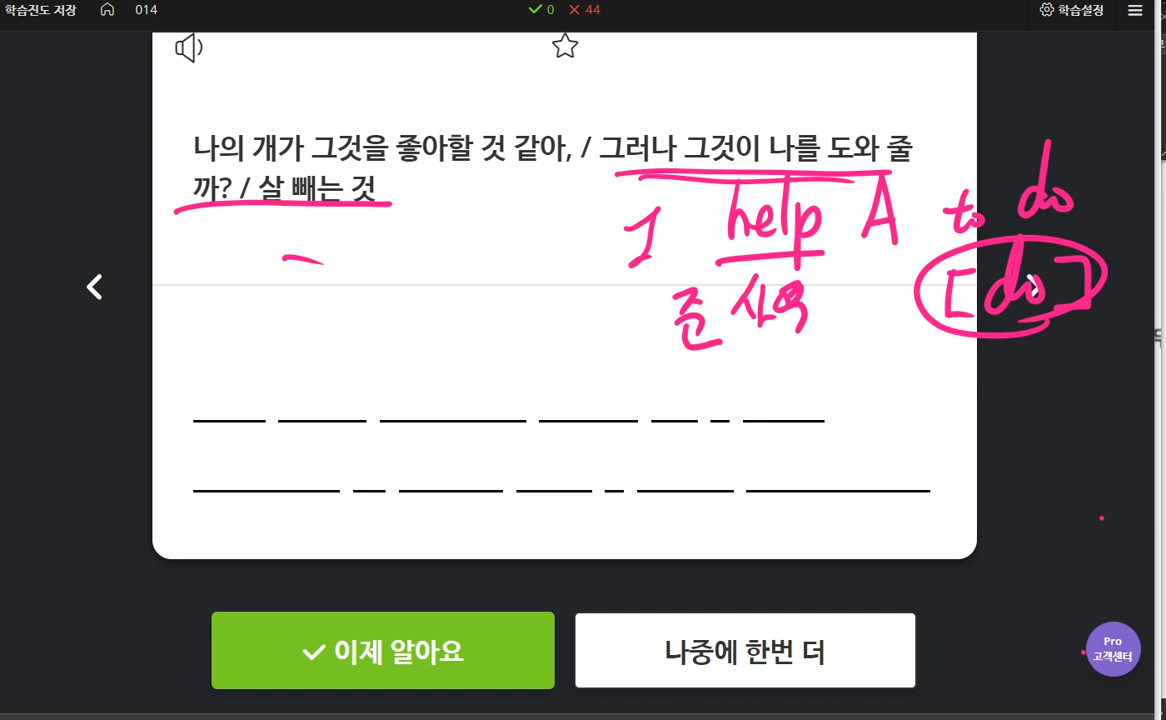 학습진도 저장 014 0 44 학습설정
나의 개가 그것을 좋아할 것 같아, / 그러나 그것이 나를 도와 줄
까? / 살 빼는 것
help A to do
[do]
준 사역
이제 알아요 나중에 한번 더
Pro
고객센터